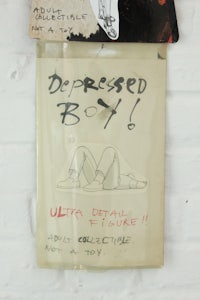 ADULT
COLLECTIBLE
NOT A TOY.
Depressed
BOY!
ULTRA DETAIL
FIGURE!!
ADULT COLLECTIBLE.
NOT A TOY.